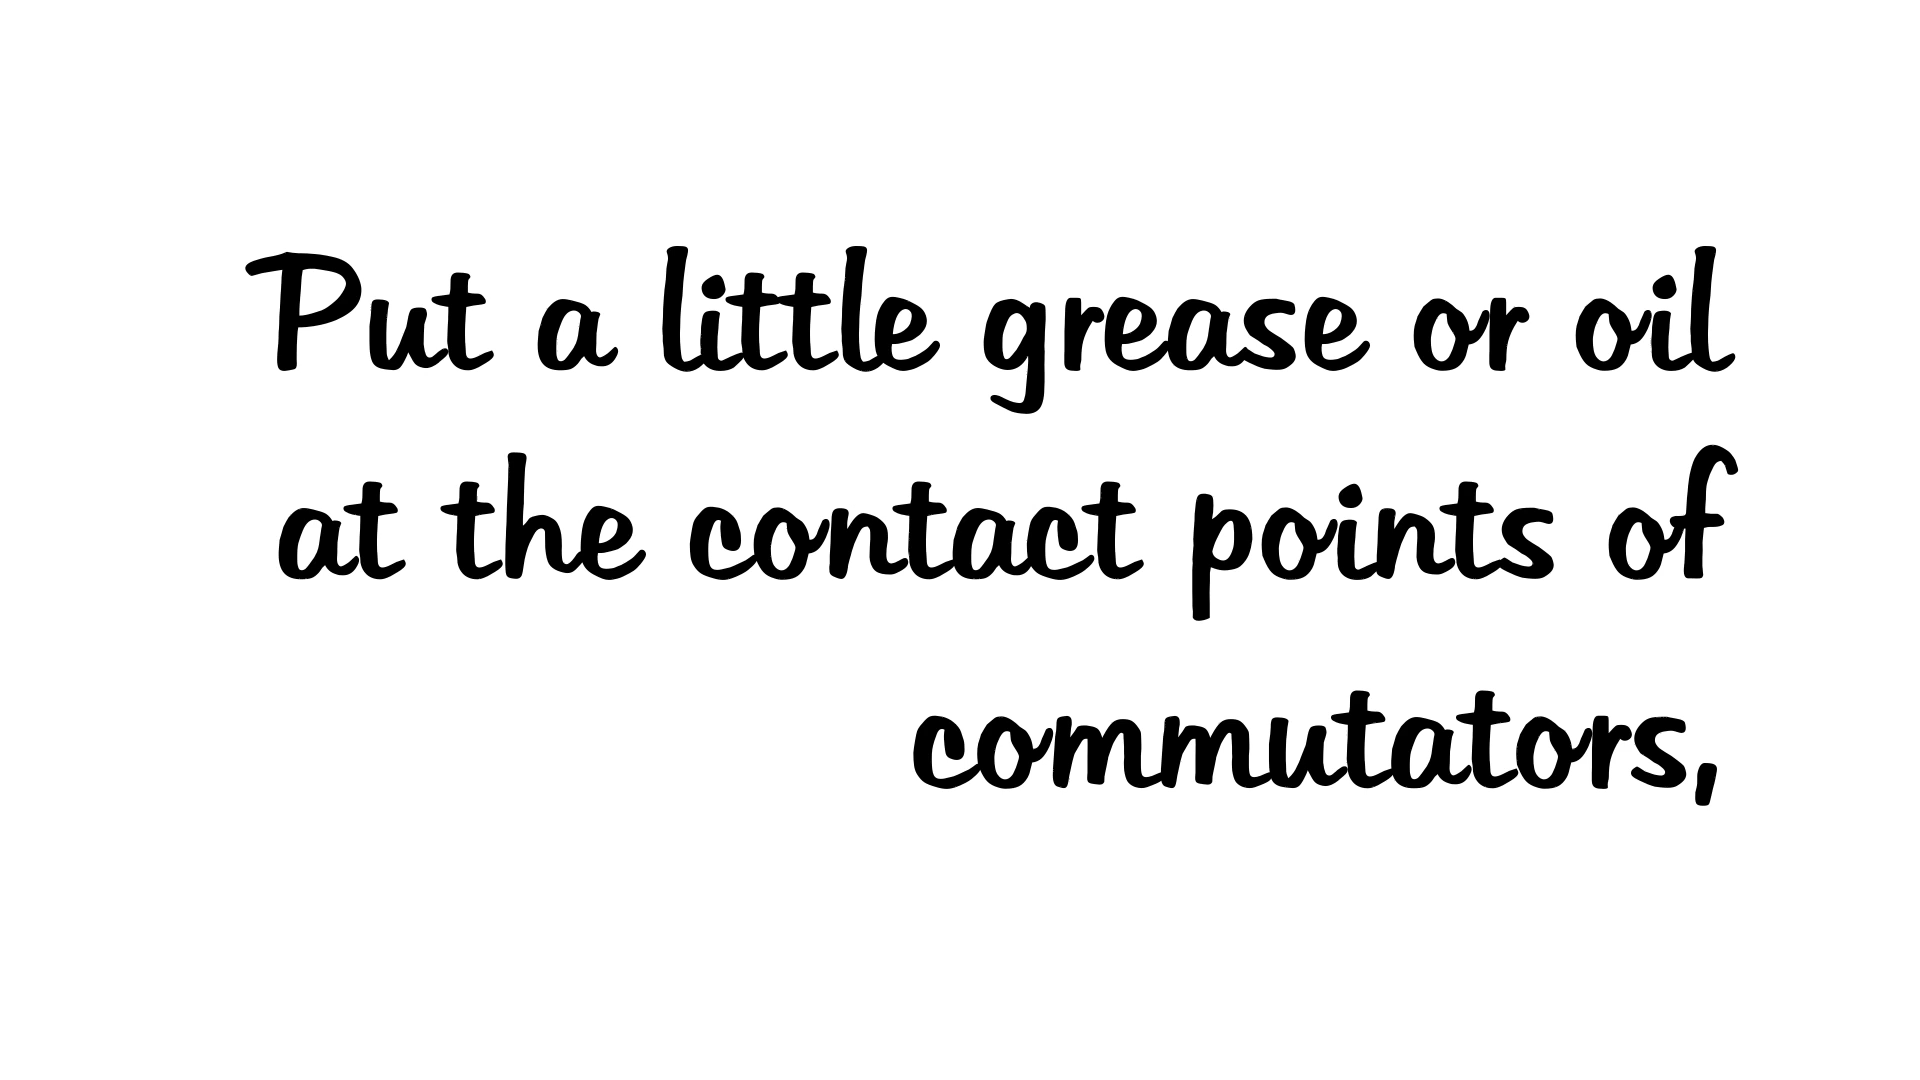 Put a little grease or oil
at the contact points of
commutators,